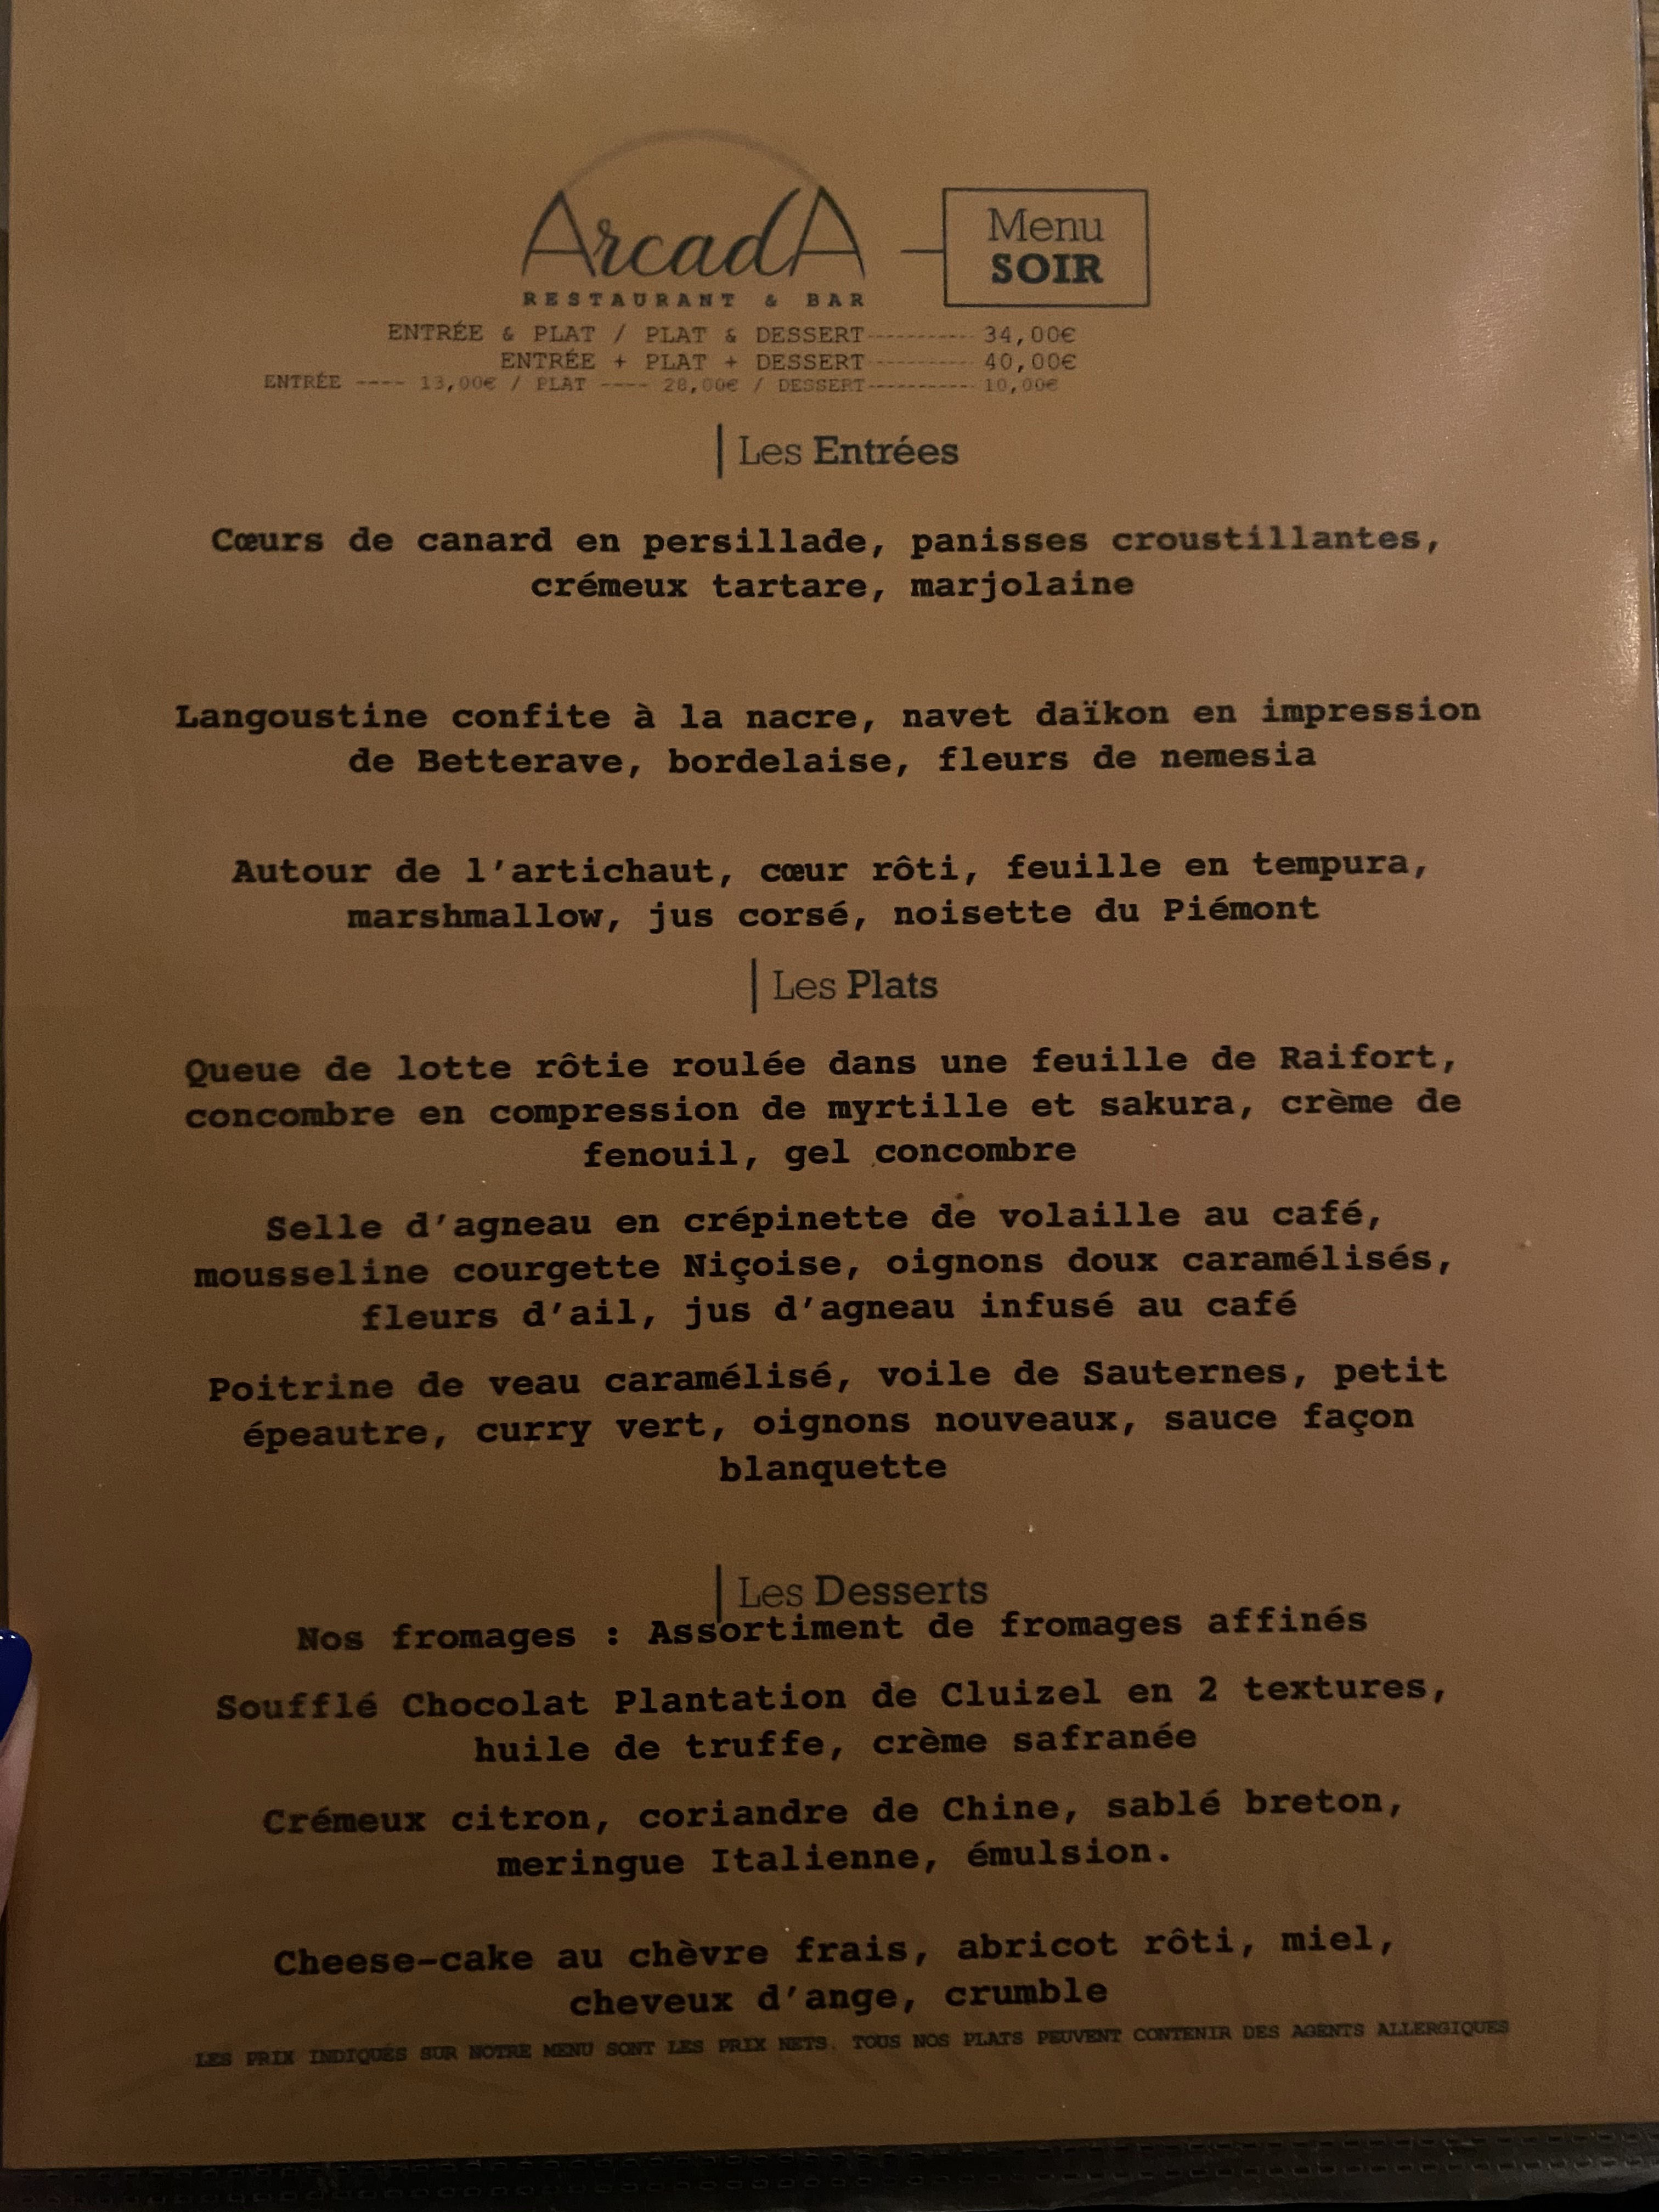 ArcadA
RESTAURANT & BAR
Menu
SOIR
ENTRÉE & PLAT / PLAT & DESSERT---------- 34,00€
ENTRÉE + PLAT + DESSERT---------- 40,00€
ENTRÉE ---- 13,00€ / PLAT ---- 28,00€ / DESSERT----------- 10,00€
Les Entrées
Cœurs de canard en persillade, panisses croustillantes,
crémeux tartare, marjolaine
Langoustine confite à la nacre, navet daïkon en impression
de Betterave, bordelaise, fleurs de nemesia
Autour de l’artichaut, cœur rôti, feuille en tempura,
marshmallow, jus corsé, noisette du Piémont
Les Plats
Queue de lotte rôtie roulée dans une feuille de Raifort,
concombre en compression de myrtille et sakura, crème de
fenouil, gel concombre
Selle d’agneau en crépinette de volaille au café,
mousseline courgette Niçoise, oignons doux caramélisés,
fleurs d’ail, jus d’agneau infusé au café
Poitrine de veau caramélisé, voile de Sauternes, petit
épeautre, curry vert, oignons nouveaux, sauce façon
blanquette
Les Desserts
Nos fromages : Assortiment de fromages affinés
Soufflé Chocolat Plantation de Cluizel en 2 textures,
huile de truffe, crème safranée
Crémeux citron, coriandre de Chine, sablé breton,
meringue Italienne, émulsion.
Cheese-cake au chèvre frais, abricot rôti, miel,
cheveux d’ange, crumble
LES PRIX INDIQUÉS SUR NOTRE MENU SONT LES PRIX NETS. TOUS NOS PLATS PEUVENT CONTENIR DES AGENTS ALLERGIQUES